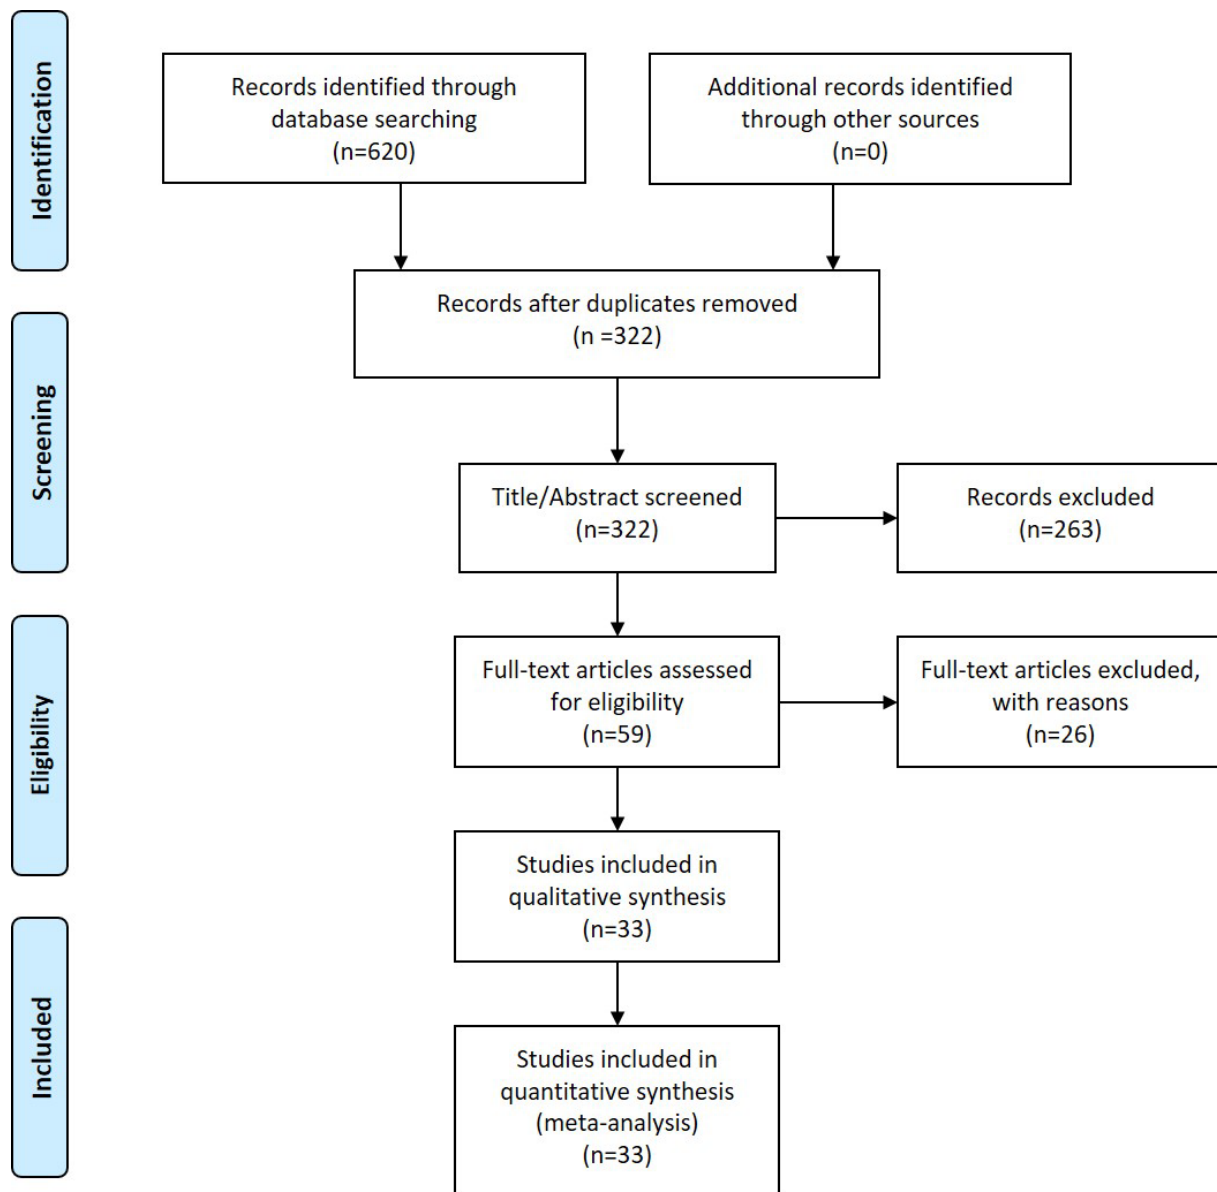 Identification
Records identified through
database searching
(n=620)
Additional records identified
through other sources
(n=0)
Records after duplicates removed
(n =322)
Screening
Title/Abstract screened
(n=322)
Records excluded
(n=263)
Eligibility
Full-text articles assessed
for eligibility
(n=59)
Full-text articles excluded,
with reasons
(n=26)
Studies included in
qualitative synthesis
(n=33)
Included
Studies included in
quantitative synthesis
(meta-analysis)
(n=33)